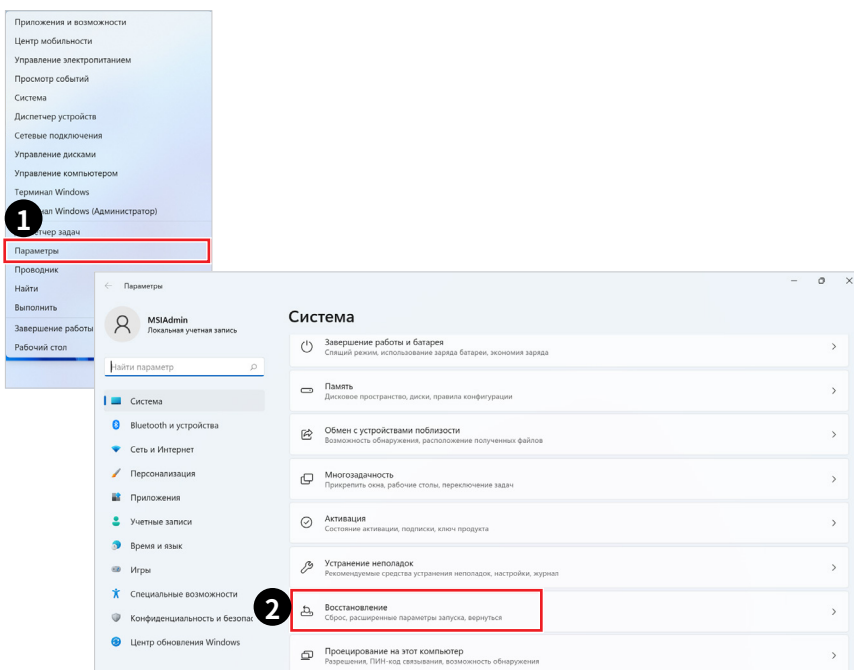 Приложения и возможности
Центр мобильности
Управление электропитанием
Просмотр событий
Система
Диспетчер устройств
Сетевые подключения
Управление дисками
Управление компьютером
Терминал Windows
нал Windows (Администратор)
1
тчер задач
Параметры
Проводник
Найти
Выполнить
Завершение работы
Рабочий стол
Параметры
MSIAdmin
Локальная учетная запись
Найти параметр
Система
Bluetooth и устройства
Сеть и Интернет
Персонализация
Приложения
Учетные записи
Время и язык
Игры
Специальные возможности
Конфиденциальность и безопас
Центр обновления Windows
Система
Завершение работы и батарея
Спящий режим, использование заряда батареи, экономия заряда
Память
Дисковое пространство, диски, правила конфигурации
Обмен с устройствами поблизости
Возможность обнаружения, расположение полученных файлов
Многозадачность
Прикрепить окна, рабочие столы, переключение задач
Активация
Состояние активации, подписки, ключ продукта
Устранение неполадок
Рекомендуемые средства устранения неполадок, настройки, журнал
2
Восстановление
Сброс, расширенные параметры запуска, вернуться
Проецирование на этот компьютер
Разрешения, ПИН-код связывания, возможность обнаружения